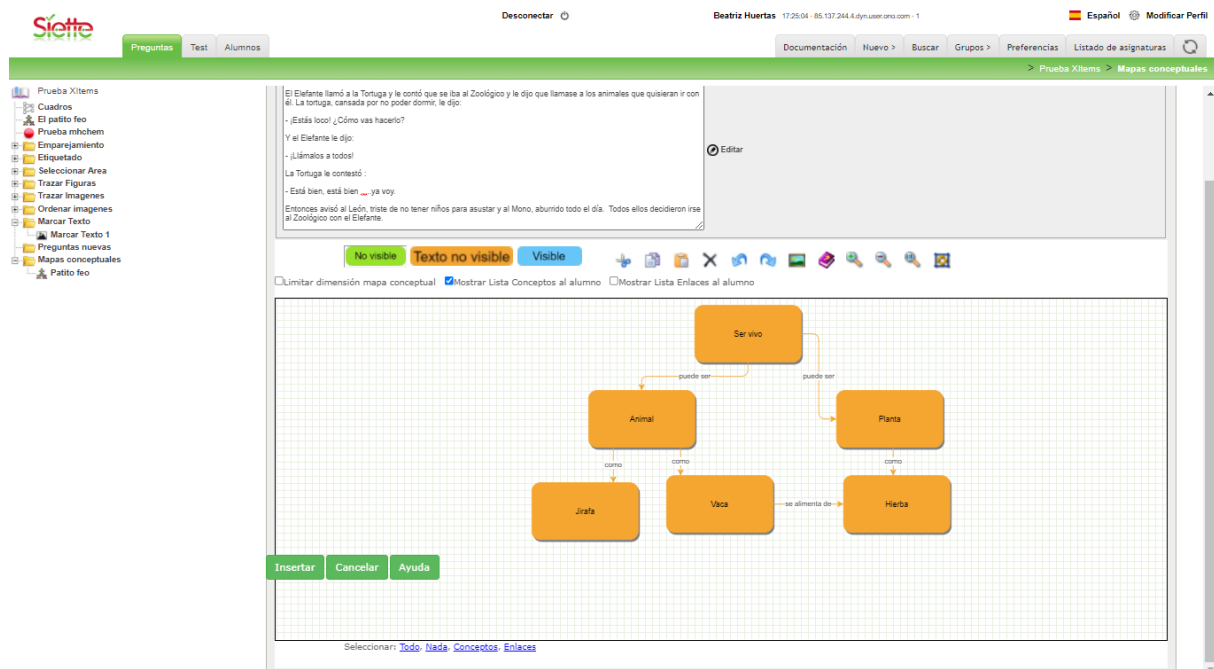 Siette
Desconectar
Beatriz Huertas 17:25:04 - 85.137.244.4.dyn.user.ono.com - 1
Español
Modificar Perfil
Preguntas
Test
Alumnos
Documentación
Nuevo >
Buscar
Grupos >
Preferencias
Listado de asignaturas
> Prueba XItems > Mapas conceptuales
Prueba XItems
Cuadros
El patito feo
Prueba mhchem
Emparejamiento
Etiquetado
Seleccionar Area
Trazar Figuras
Trazar Imagenes
Ordenar imagenes
Marcar Texto
Marcar Texto 1
Preguntas nuevas
Mapas conceptuales
Patito feo
El Elefante llamó a la Tortuga y le contó que se iba al Zoológico y le dijo que llamase a los animales que quisieran ir con
él. La tortuga, cansada por no poder dormir, le dijo:
- ¡Estás loco! ¿Cómo vas hacerlo?
Y el Elefante le dijo:
- ¡Llámalos a todos!
La Tortuga le contestó :
- Está bien, está bien ,... ya voy.
Entonces avisó al León, triste de no tener niños para asustar y al Mono, aburrido todo el día. Todos ellos decidieron irse
al Zoológico con el Elefante.
Editar
No visible
Texto no visible
Visible
Limitar dimensión mapa conceptual
Mostrar Lista Conceptos al alumno
Mostrar Lista Enlaces al alumno
Ser vivo
puede ser
puede ser
Animal
Planta
como
como
como
Jirafa
Vaca
se alimenta de
Hierba
Insertar
Cancelar
Ayuda
Seleccionar: Todo, Nada, Conceptos, Enlaces